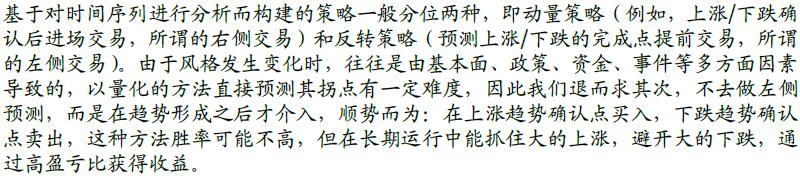 基于对时间序列进行分析而构建的策略一般分位两种，即动量策略（例如，上涨/下跌确
认后进场交易，所谓的右侧交易）和反转策略（预测上涨/下跌的完成点提前交易，所谓
的左侧交易）。由于风格发生变化时，往往是由基本面、政策、资金、事件等多方面因素
导致的，以量化的方法直接预测其拐点有一定难度，因此我们退而求其次，不去做左侧
预测，而是在趋势形成之后才介入，顺势而为：在上涨趋势确认点买入，下跌趋势确认
点卖出，这种方法胜率可能不高，但在长期运行中能抓住大的上涨，避开大的下跌，通
过高盈亏比获得收益。